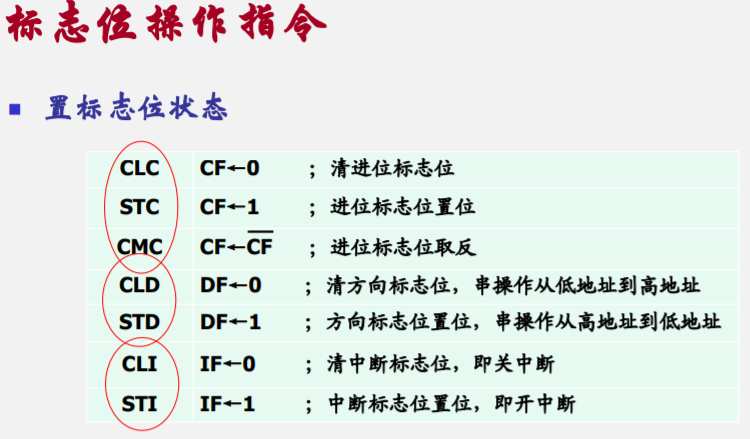 标志位操作指令
■ 置标志位状态
CLC CF←0 ；清进位标志位
STC CF←1 ；进位标志位置位
CMC CF←C̅F̅ ；进位标志位取反
CLD DF←0 ；清方向标志位，串操作从低地址到高地址
STD DF←1 ；方向标志位置位，串操作从高地址到低地址
CLI IF←0 ；清中断标志位，即关中断
STI IF←1 ；中断标志位置位，即开中断